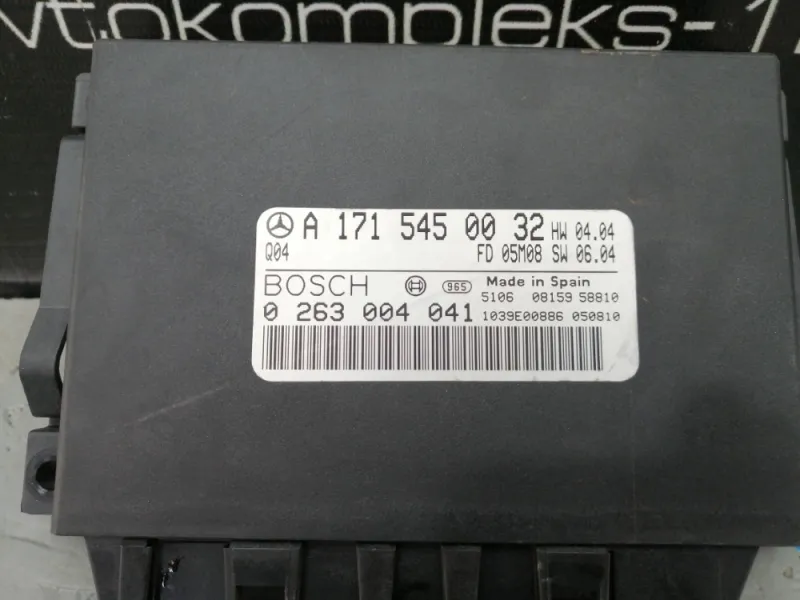 vtokompleks-1
A 171 545 00 32 HW 04.04
Q04 FD 05M08 SW 06.04
BOSCH 965 Made in Spain
5106 08159 58810
0 263 004 041 1039E00886 050810